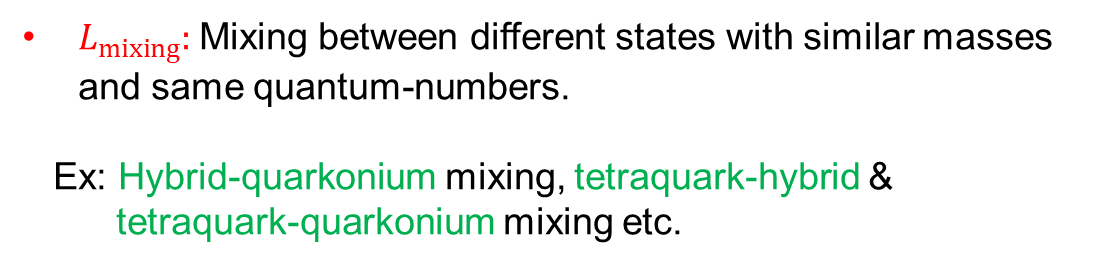 • L_mixing: Mixing between different states with similar masses
and same quantum-numbers.
Ex: Hybrid-quarkonium mixing, tetraquark-hybrid &
tetraquark-quarkonium mixing etc.